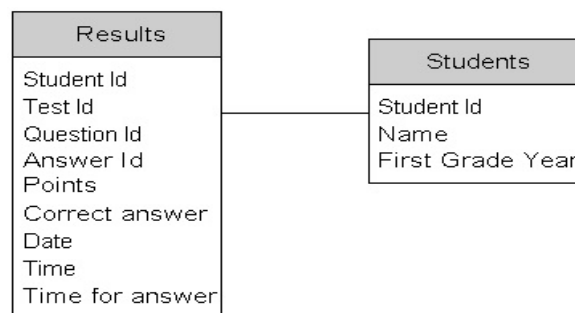 Results
Student Id
Test Id
Question Id
Answer Id
Points
Correct answer
Date
Time
Time for answer
Students
Student Id
Name
First Grade Year